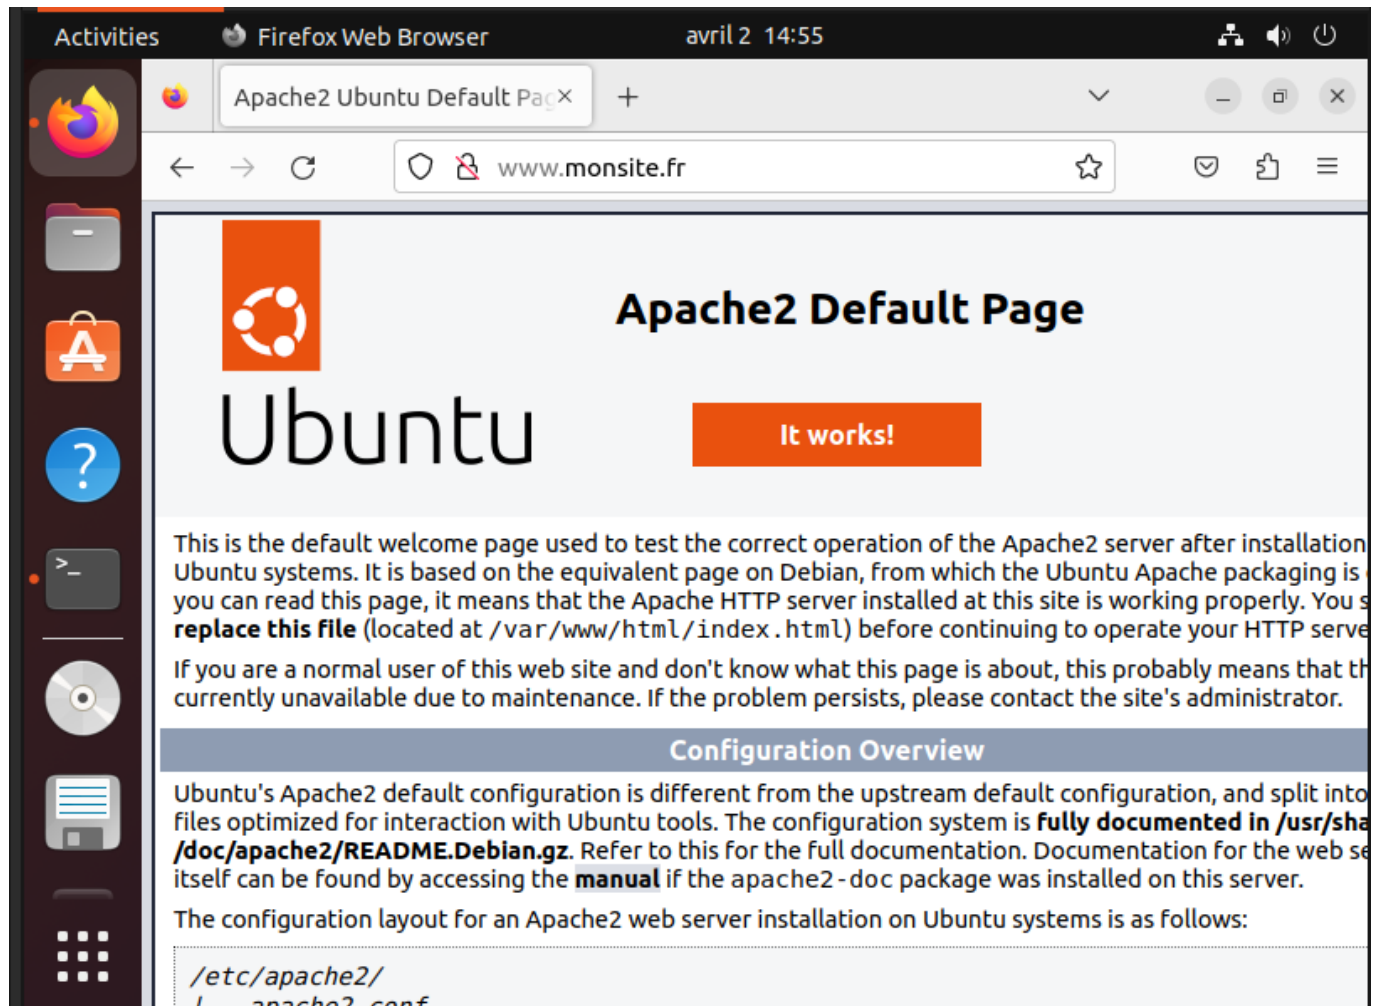 Activities
Firefox Web Browser
avril 2 14:55
Apache2 Ubuntu Default Pag
www.monsite.fr
Apache2 Default Page
Ubuntu
It works!
This is the default welcome page used to test the correct operation of the Apache2 server after installation
Ubuntu systems. It is based on the equivalent page on Debian, from which the Ubuntu Apache packaging is
you can read this page, it means that the Apache HTTP server installed at this site is working properly. You s
replace this file (located at /var/www/html/index.html) before continuing to operate your HTTP serve
If you are a normal user of this web site and don't know what this page is about, this probably means that th
currently unavailable due to maintenance. If the problem persists, please contact the site's administrator.
Configuration Overview
Ubuntu's Apache2 default configuration is different from the upstream default configuration, and split into
files optimized for interaction with Ubuntu tools. The configuration system is fully documented in /usr/sha
/doc/apache2/README.Debian.gz. Refer to this for the full documentation. Documentation for the web se
itself can be found by accessing the manual if the apache2-doc package was installed on this server.
The configuration layout for an Apache2 web server installation on Ubuntu systems is as follows:
/etc/apache2/
apache2.conf